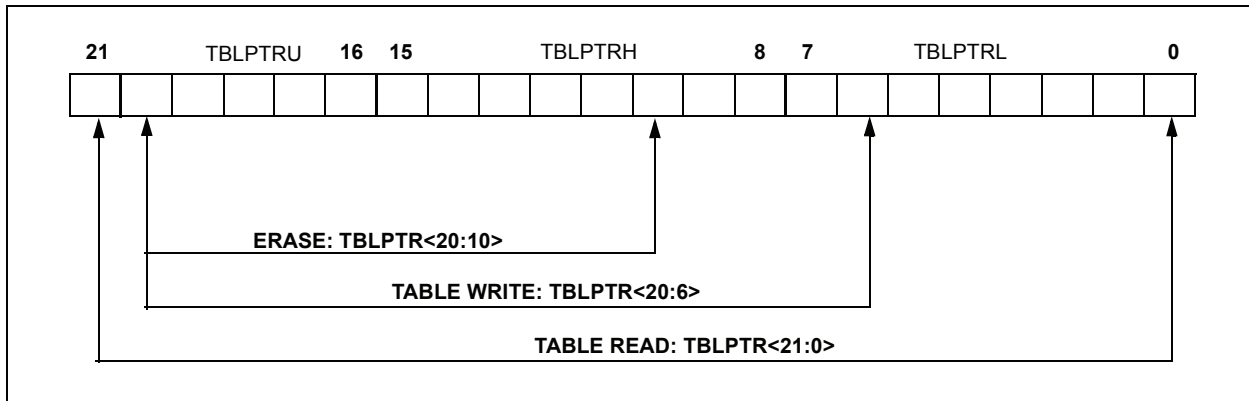 21 TBLPTRU 16 15 TBLPTRH 8 7 TBLPTRL 0
ERASE: TBLPTR<20:10>
TABLE WRITE: TBLPTR<20:6>
TABLE READ: TBLPTR<21:0>